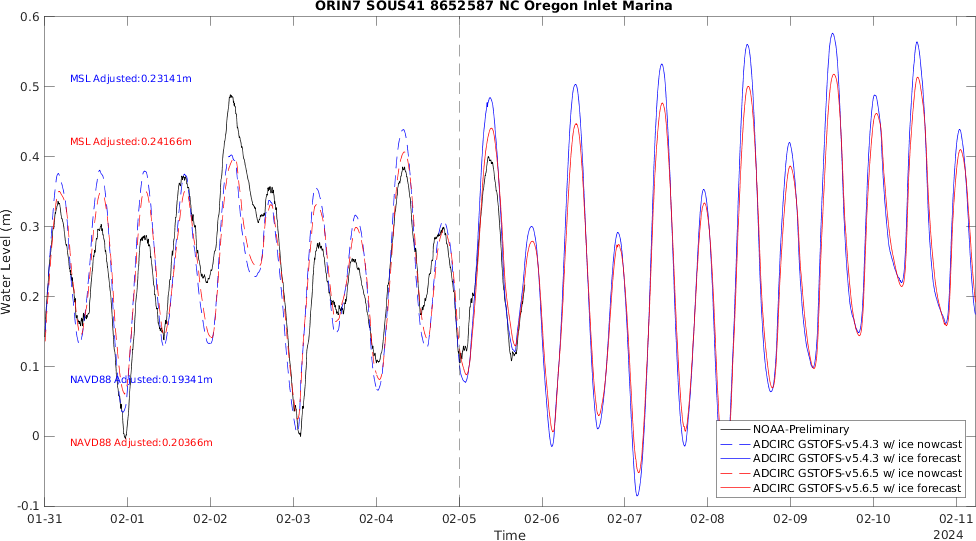 ORIN7 SOUS41 8652587 NC Oregon Inlet Marina
0.6
0.5
0.4
0.3
0.2
0.1
0
-0.1
Water Level (m)
MSL Adjusted:0.23141m
MSL Adjusted:0.24166m
NAVD88 Adjusted:0.19341m
NAVD88 Adjusted:0.20366m
NOAA-Preliminary
ADCIRC GSTOFS-v5.4.3 w/ ice nowcast
ADCIRC GSTOFS-v5.4.3 w/ ice forecast
ADCIRC GSTOFS-v5.6.5 w/ ice nowcast
ADCIRC GSTOFS-v5.6.5 w/ ice forecast
01-31 02-01 02-02 02-03 02-04 02-05 02-06 02-07 02-08 02-09 02-10 02-11
Time
2024